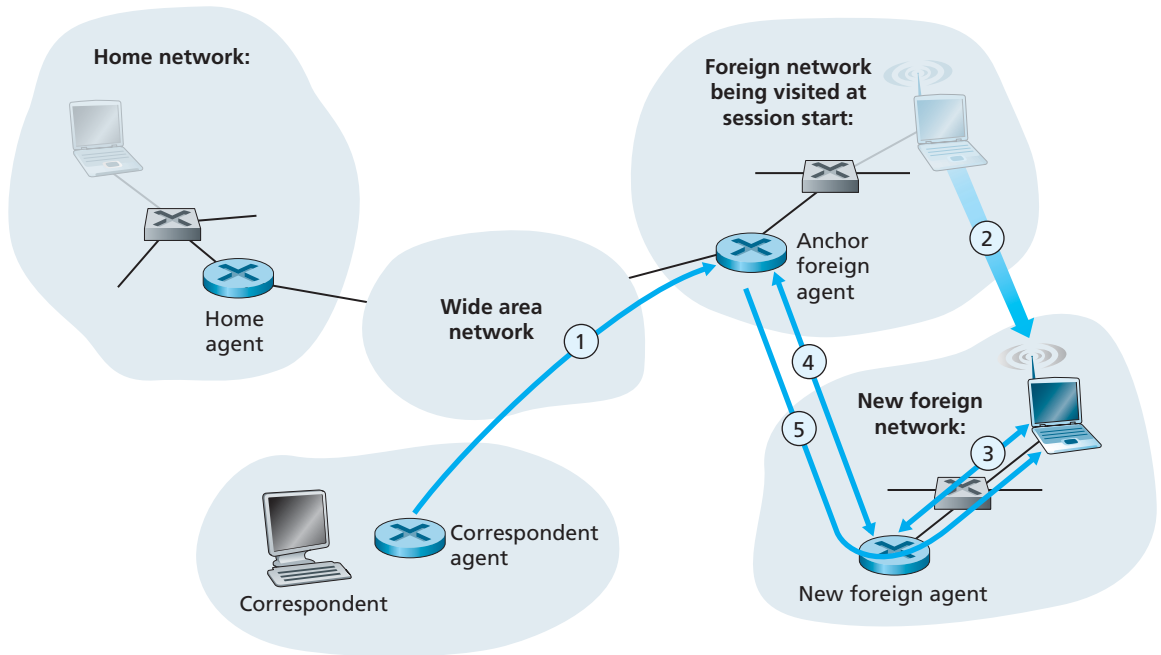 Home network:
Home
agent
Wide area
network
1
Correspondent
agent
Correspondent
Foreign network
being visited at
session start:
Anchor
foreign
agent
2
4
5
New foreign
network:
3
New foreign agent